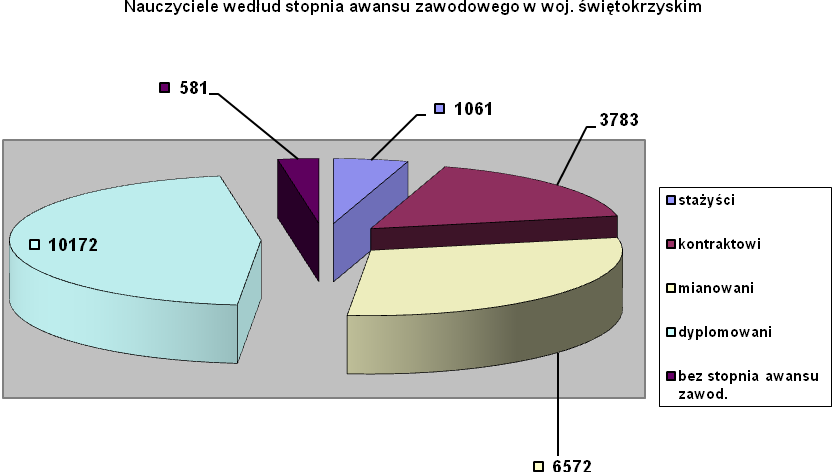 Nauczyciele według stopnia awansu zawodowego w woj. świętokrzyskim
581
1061
3783
10172
6572
stażyści
kontraktowi
mianowani
dyplomowani
bez stopnia awansu
zawod.